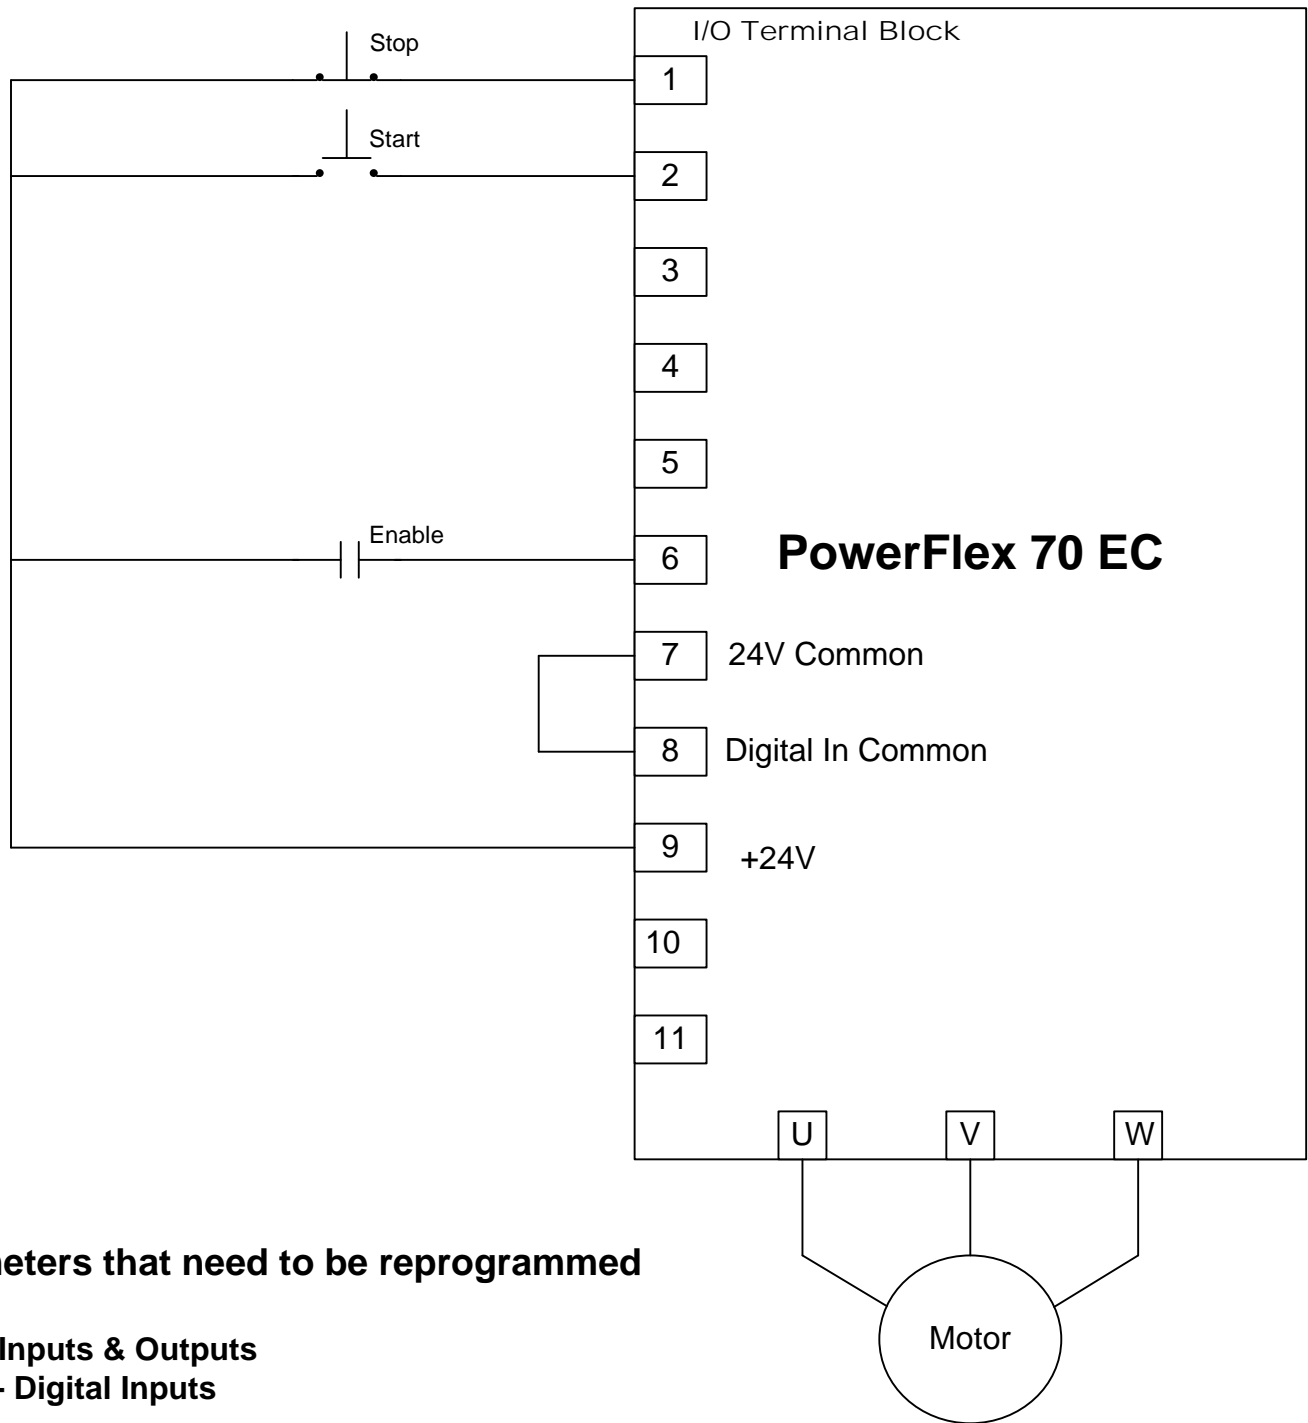 I/O Terminal Block
Stop
1
Start
2
3
4
5
Enable
6
PowerFlex 70 EC
7
24V Common
8
Digital In Common
9
+24V
10
11
U
V
W
Motor
eters that need to be reprogrammed
Inputs & Outputs
- Digital Inputs